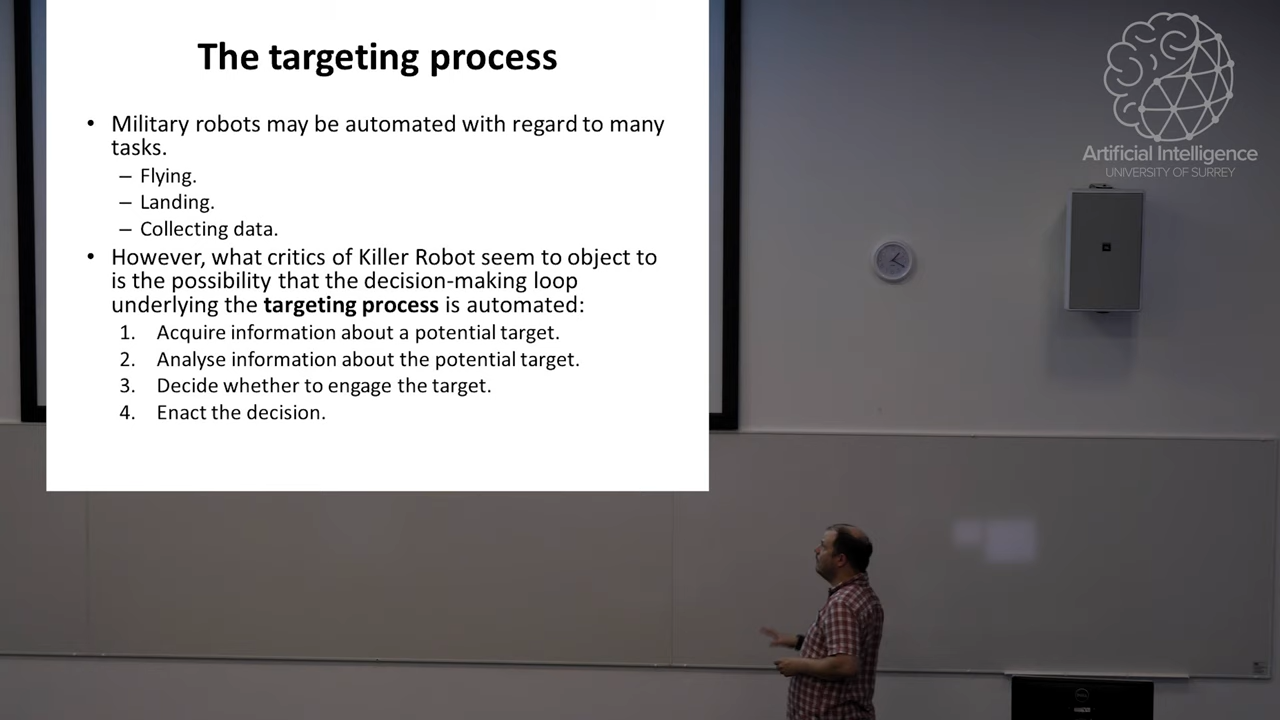 The targeting process
• Military robots may be automated with regard to many
tasks.
– Flying.
– Landing.
– Collecting data.
• However, what critics of Killer Robot seem to object to
is the possibility that the decision-making loop
underlying the targeting process is automated:
1. Acquire information about a potential target.
2. Analyse information about the potential target.
3. Decide whether to engage the target.
4. Enact the decision.
Artificial Intelligence
UNIVERSITY OF SURREY